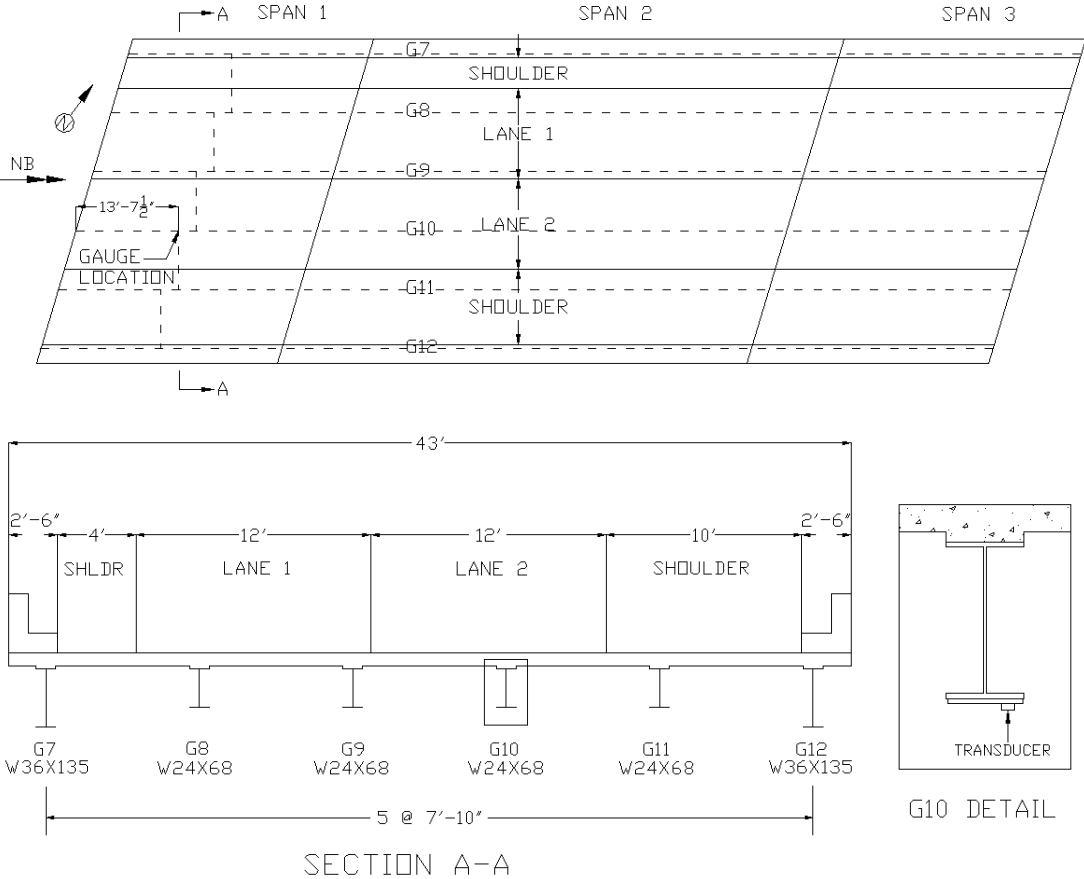 A SPAN 1 SPAN 2 SPAN 3
G7
SHOULDER
G8
N
LANE 1
NB
G9
13'-7 1/2"
G10 LANE 2
GAUGE
LOCATION
G11
SHOULDER
G12
A
43'
2'-6" 4' 12' 12' 10' 2'-6"
SHLDR LANE 1 LANE 2 SHOULDER
G7 G8 G9 G10 G11 G12
W36X135 W24X68 W24X68 W24X68 W24X68 W36X135
TRANSDUCER
5 @ 7'-10"
G10 DETAIL
SECTION A-A